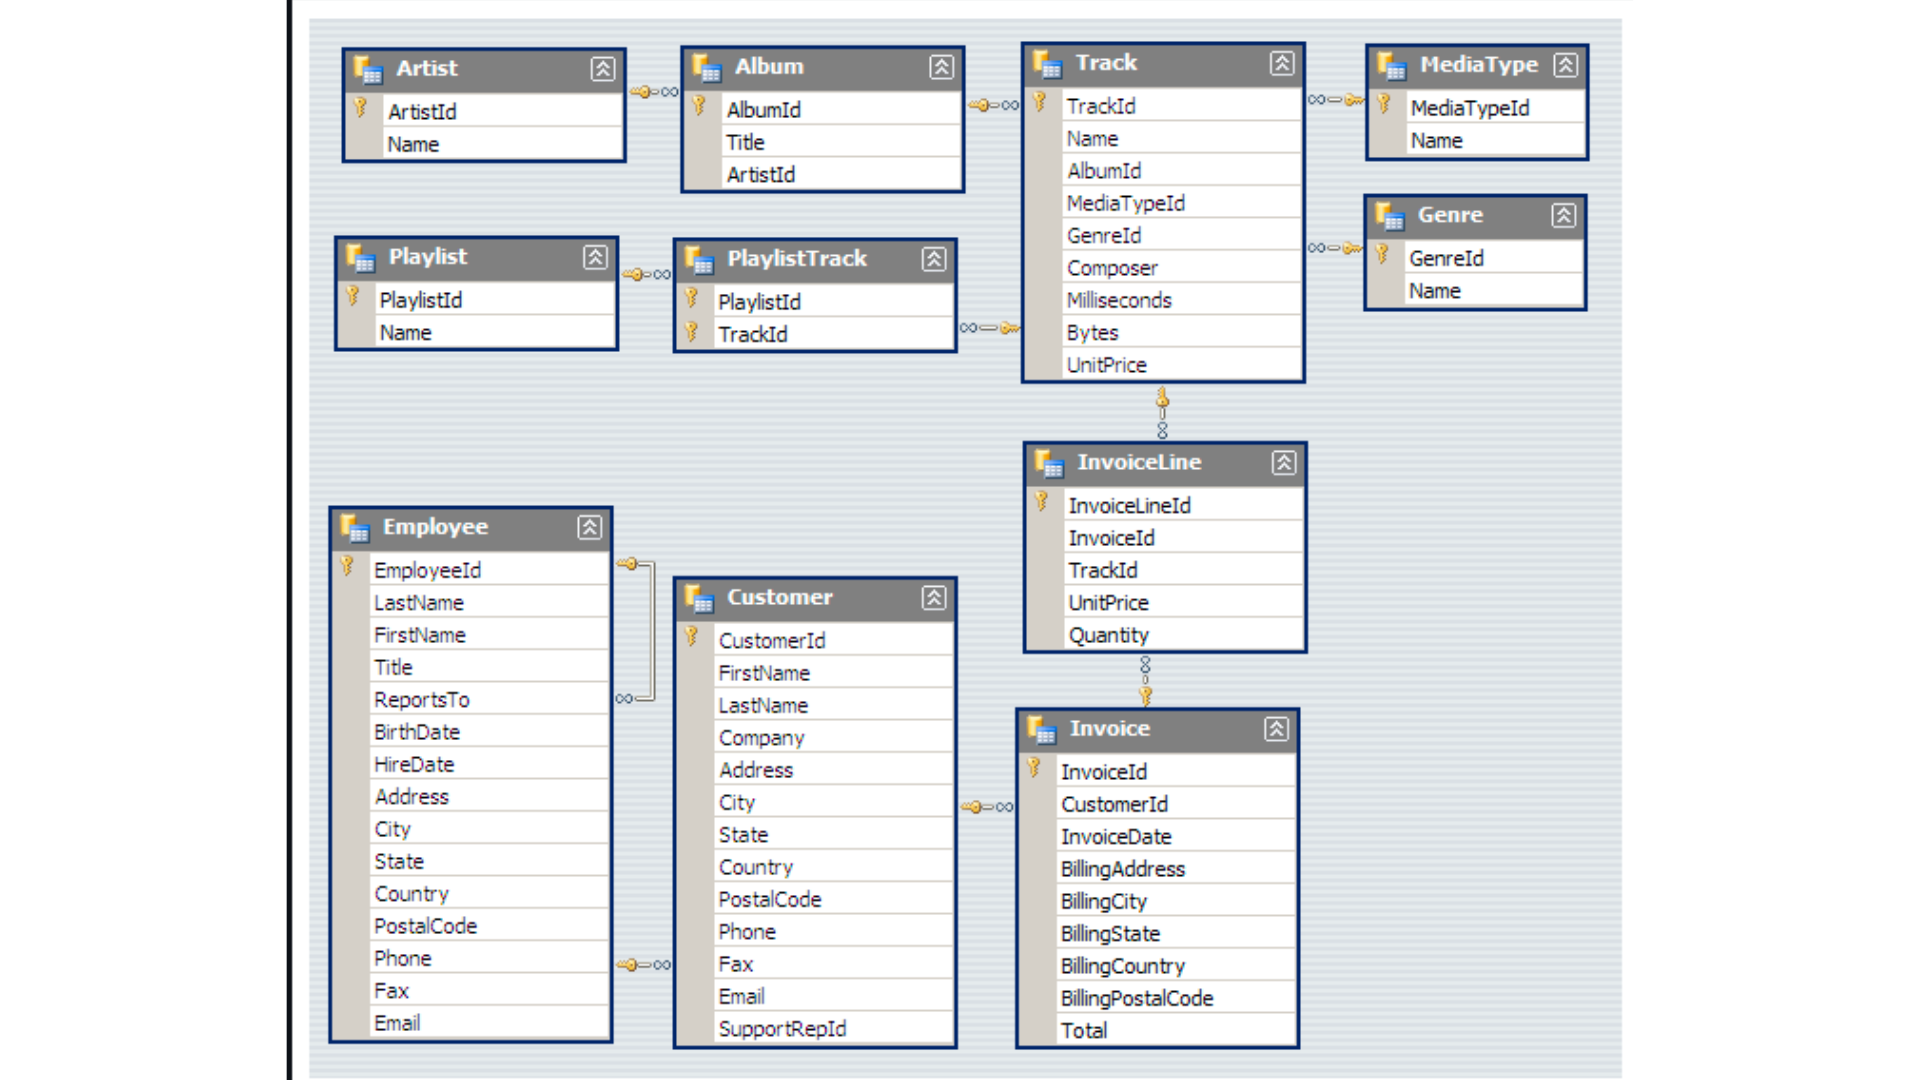 Artist
ArtistId
Name
Album
AlbumId
Title
ArtistId
Track
TrackId
Name
AlbumId
MediaTypeId
GenreId
Composer
Milliseconds
Bytes
UnitPrice
MediaType
MediaTypeId
Name
Genre
GenreId
Name
Playlist
PlaylistId
Name
PlaylistTrack
PlaylistId
TrackId
InvoiceLine
InvoiceLineId
InvoiceId
TrackId
UnitPrice
Quantity
Employee
EmployeeId
LastName
FirstName
Title
ReportsTo
BirthDate
HireDate
Address
City
State
Country
PostalCode
Phone
Fax
Email
Customer
CustomerId
FirstName
LastName
Company
Address
City
State
Country
PostalCode
Phone
Fax
Email
SupportRepId
Invoice
InvoiceId
CustomerId
InvoiceDate
BillingAddress
BillingCity
BillingState
BillingCountry
BillingPostalCode
Total